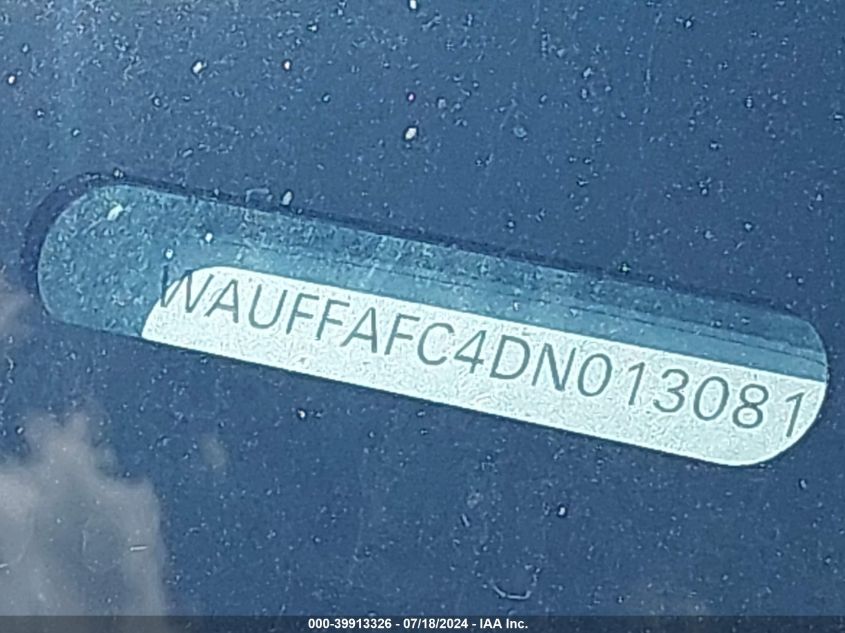 WAUFFAFC4DN013081
000-39913326 - 07/18/2024 - IAA Inc.